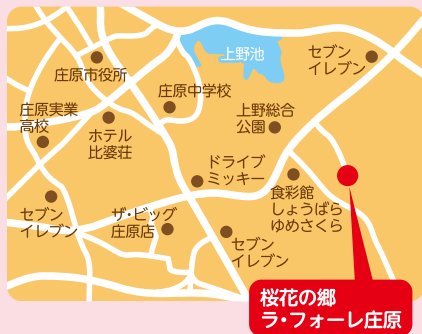 上野池
セブン
イレブン
庄原市役所
庄原中学校
庄原実業
高校
ホテル
比婆荘
上野総合
公園
ドライブ
ミッキー
食彩館
しょうばら
ゆめさくら
セブン
イレブン
ザ・ビッグ
庄原店
セブン
イレブン
桜花の郷
ラ・フォーレ庄原